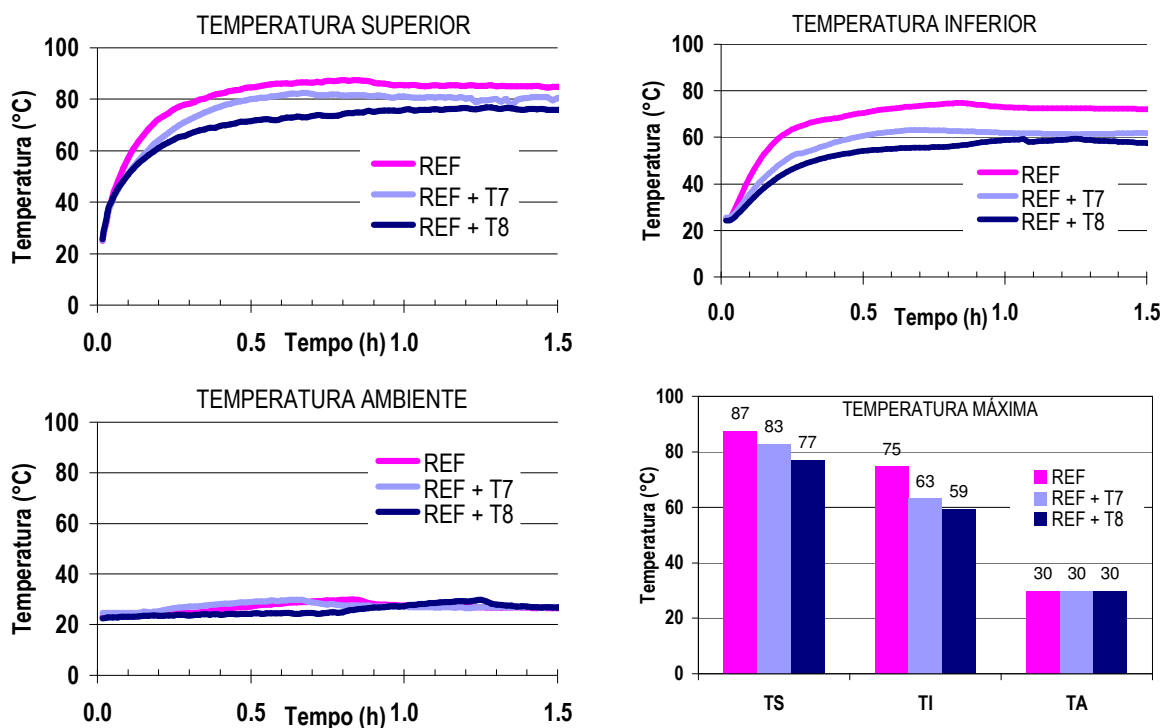 TEMPERATURA SUPERIOR
Temperatura (°C)
100
80
60
40
20
0
REF
REF + T7
REF + T8
0.0
0.5
1.0
1.5
Tempo (h)
TEMPERATURA INFERIOR
Temperatura (°C)
100
80
60
40
20
0
REF
REF + T7
REF + T8
0.0
0.5
1.0
1.5
Tempo (h)
TEMPERATURA AMBIENTE
Temperatura (°C)
100
80
60
40
20
0
REF
REF + T7
REF + T8
0.0
0.5
1.0
1.5
Tempo (h)
TEMPERATURA MÁXIMA
Temperatura (°C)
100
80
60
40
20
0
87
83
77
75
63
59
30
30
30
REF
REF + T7
REF + T8
TS
TI
TA